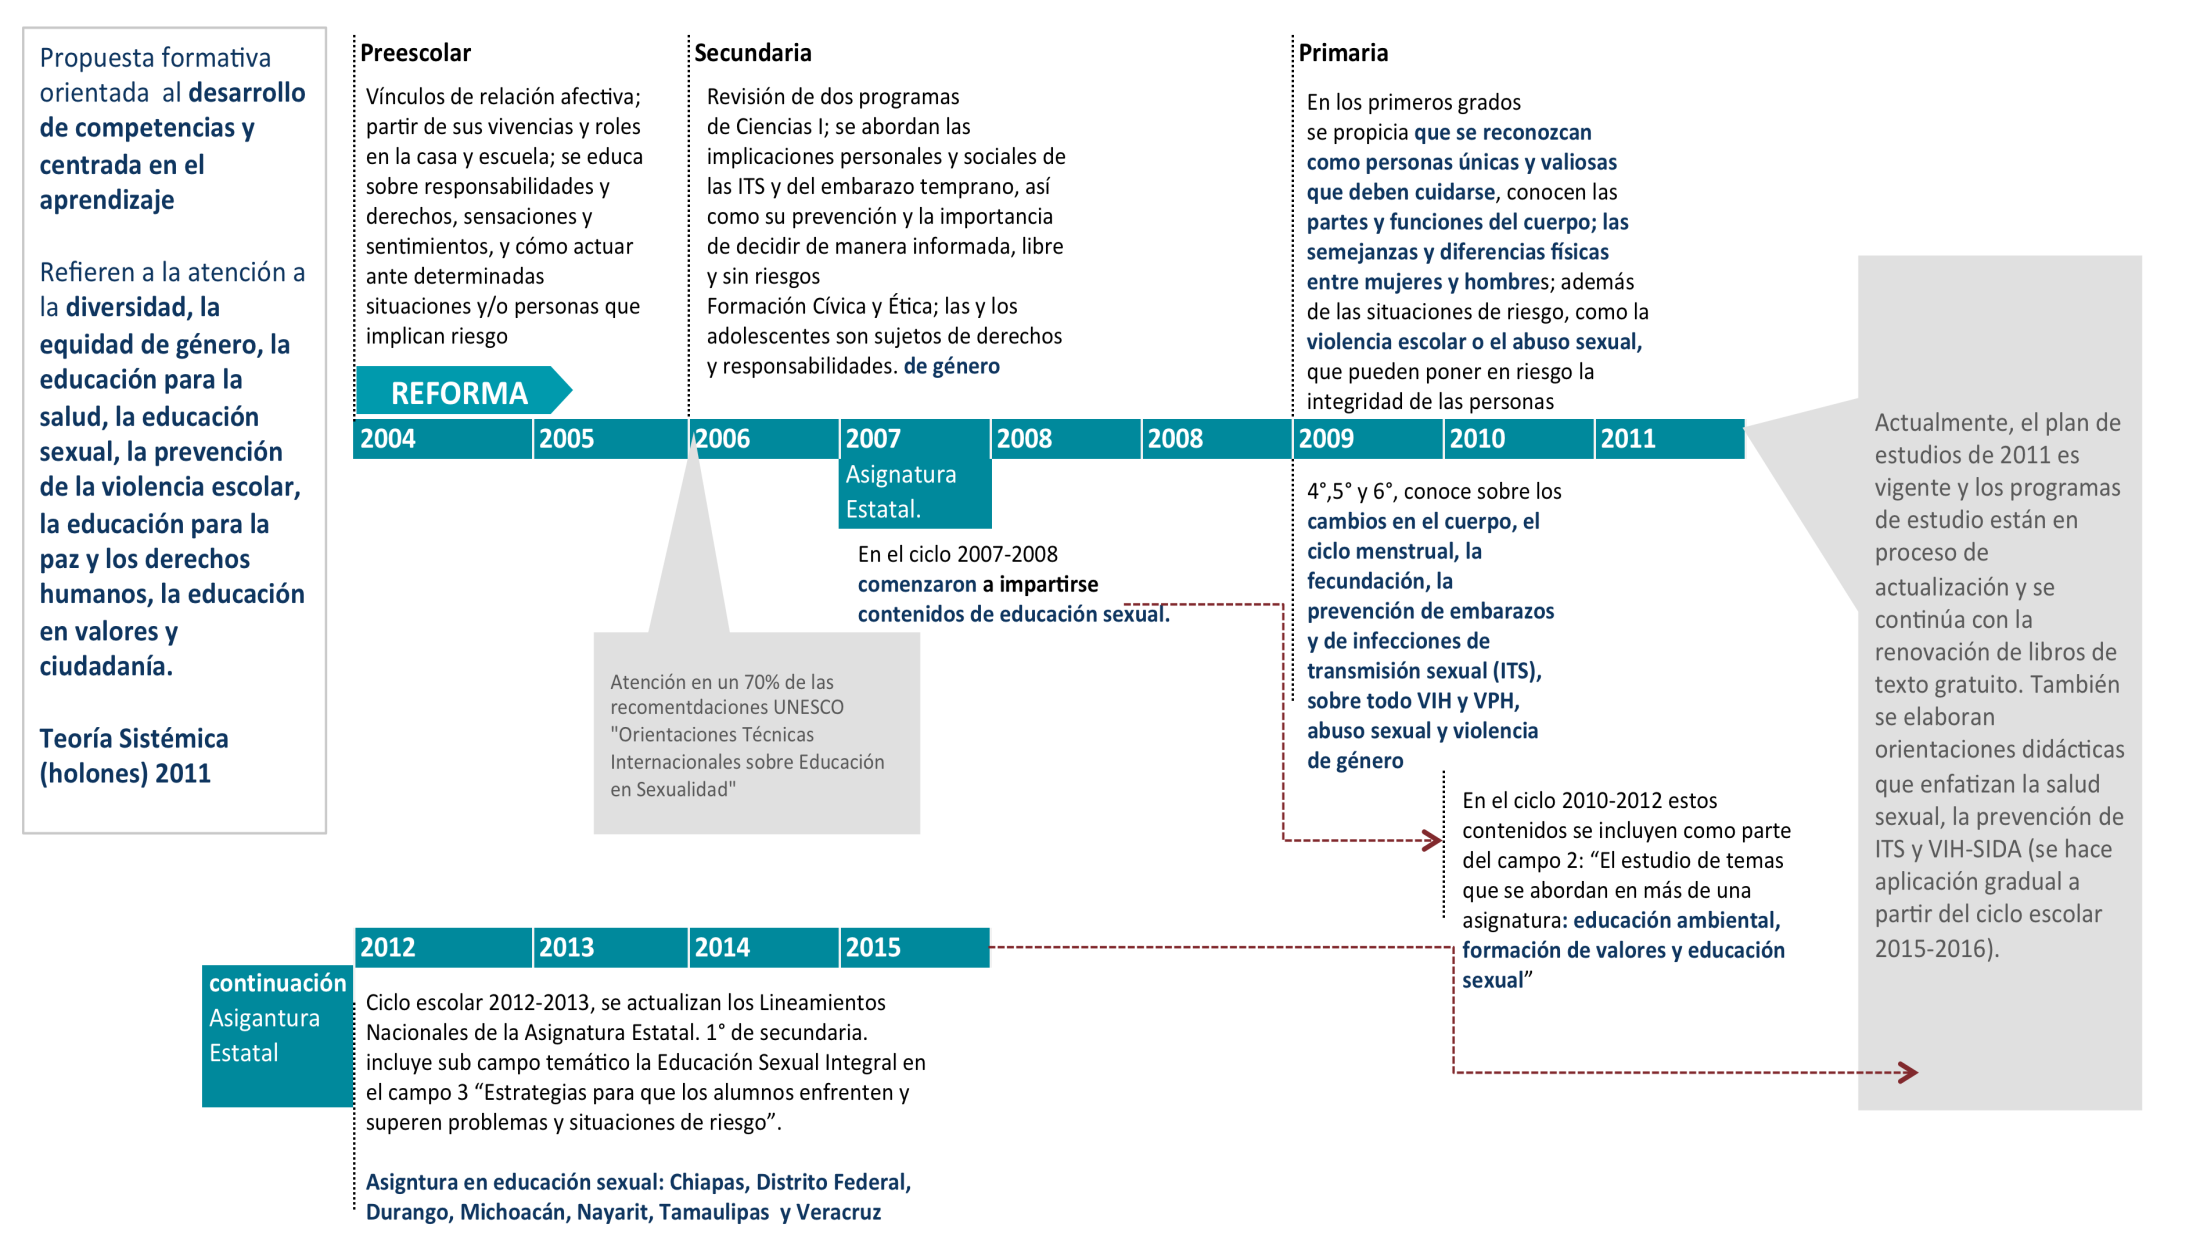 Propuesta formativa
orientada al desarrollo
de competencias y
centrada en el
aprendizaje
Refieren a la atención a
la diversidad, la
equidad de género, la
educación para la
salud, la educación
sexual, la prevención
de la violencia escolar,
la educación para la
paz y los derechos
humanos, la educación
en valores y
ciudadanía.
Teoría Sistémica
(holones) 2011
Preescolar
Vínculos de relación afectiva;
partir de sus vivencias y roles
en la casa y escuela; se educa
sobre responsabilidades y
derechos, sensaciones y
sentimientos, y cómo actuar
ante determinadas
situaciones y/o personas que
implican riesgo
REFORMA
Secundaria
Revisión de dos programas
de Ciencias I; se abordan las
implicaciones personales y sociales de
las ITS y del embarazo temprano, así
como su prevención y la importancia
de decidir de manera informada, libre
y sin riesgos
Formación Cívica y Ética; las y los
adolescentes son sujetos de derechos
y responsabilidades. de género
Primaria
En los primeros grados
se propicia que se reconozcan
como personas únicas y valiosas
que deben cuidarse, conocen las
partes y funciones del cuerpo; las
semejanzas y diferencias físicas
entre mujeres y hombres; además
de las situaciones de riesgo, como la
violencia escolar o el abuso sexual,
que pueden poner en riesgo la
integridad de las personas
2004 2005 2006 2007 2008 2008 2009 2010 2011
Asignatura
Estatal.
En el ciclo 2007-2008
comenzaron a impartirse
contenidos de educación sexual.
Atención en un 70% de las
recomentdaciones UNESCO
"Orientaciones Técnicas
Internacionales sobre Educación
en Sexualidad"
4°,5° y 6°, conoce sobre los
cambios en el cuerpo, el
ciclo menstrual, la
fecundación, la
prevención de embarazos
y de infecciones de
transmisión sexual (ITS),
sobre todo VIH y VPH,
abuso sexual y violencia
de género
En el ciclo 2010-2012 estos
contenidos se incluyen como parte
del campo 2: “El estudio de temas
que se abordan en más de una
asignatura: educación ambiental,
formación de valores y educación
sexual”
Actualmente, el plan de
estudios de 2011 es
vigente y los programas
de estudio están en
proceso de
actualización y se
continúa con la
renovación de libros de
texto gratuito. También
se elaboran
orientaciones didácticas
que enfatizan la salud
sexual, la prevención de
ITS y VIH-SIDA (se hace
aplicación gradual a
partir del ciclo escolar
2015-2016).
2012 2013 2014 2015
continuación
Asigantura
Estatal
Ciclo escolar 2012-2013, se actualizan los Lineamientos
Nacionales de la Asignatura Estatal. 1° de secundaria.
incluye sub campo temático la Educación Sexual Integral en
el campo 3 “Estrategias para que los alumnos enfrenten y
superen problemas y situaciones de riesgo”.
Asigntura en educación sexual: Chiapas, Distrito Federal,
Durango, Michoacán, Nayarit, Tamaulipas y Veracruz